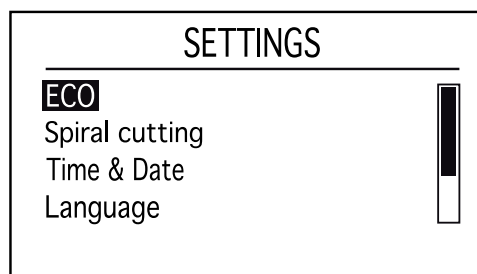 SETTINGS
ECO
Spiral cutting
Time & Date
Language